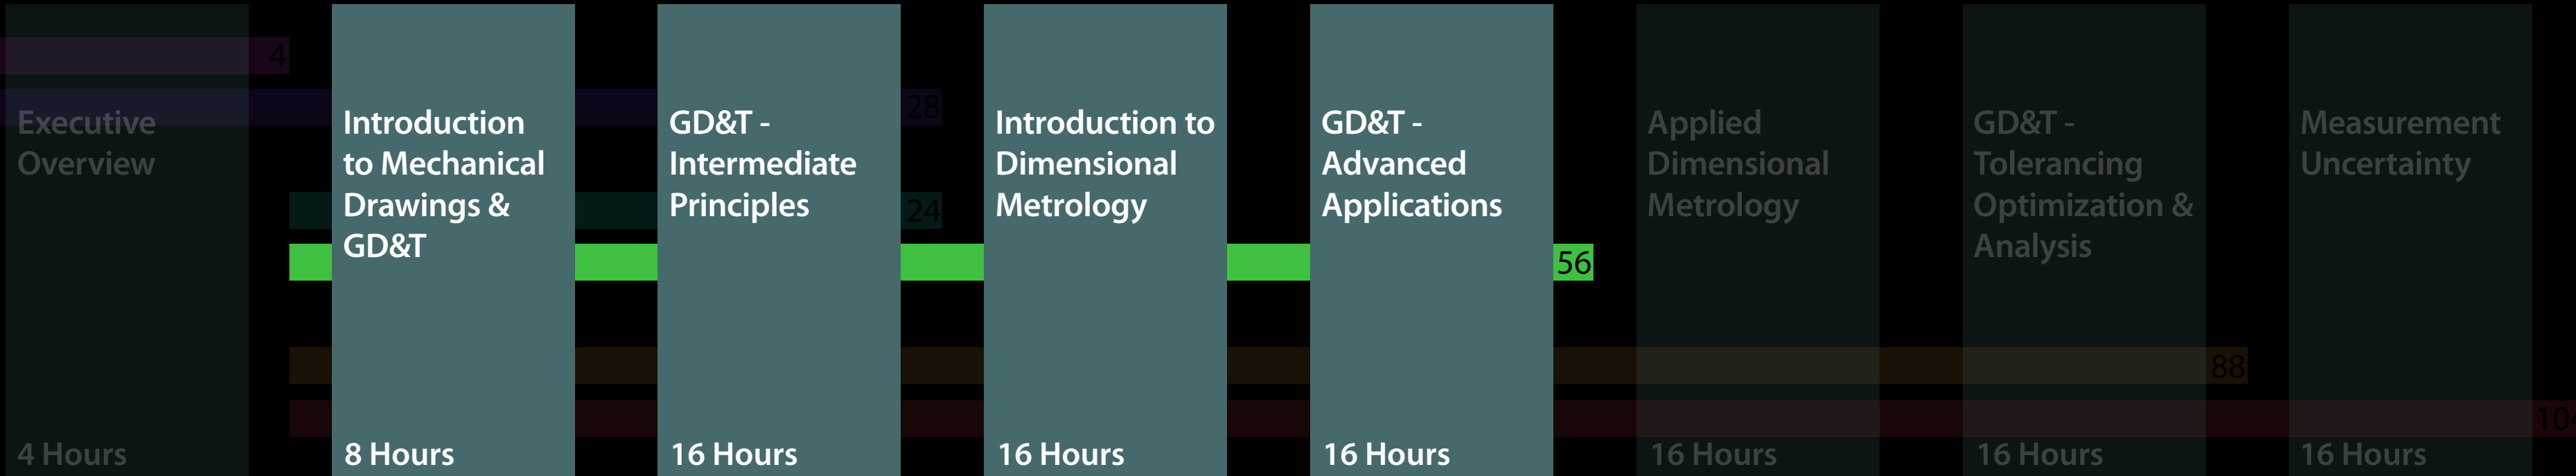 4
28
24
56
88
104
Executive
Overview
4 Hours
Introduction
to Mechanical
Drawings &
GD&T
8 Hours
GD&T -
Intermediate
Principles
16 Hours
Introduction to
Dimensional
Metrology
16 Hours
GD&T -
Advanced
Applications
16 Hours
Applied
Dimensional
Metrology
16 Hours
GD&T -
Tolerancing
Optimization &
Analysis
16 Hours
Measurement
Uncertainty
16 Hours